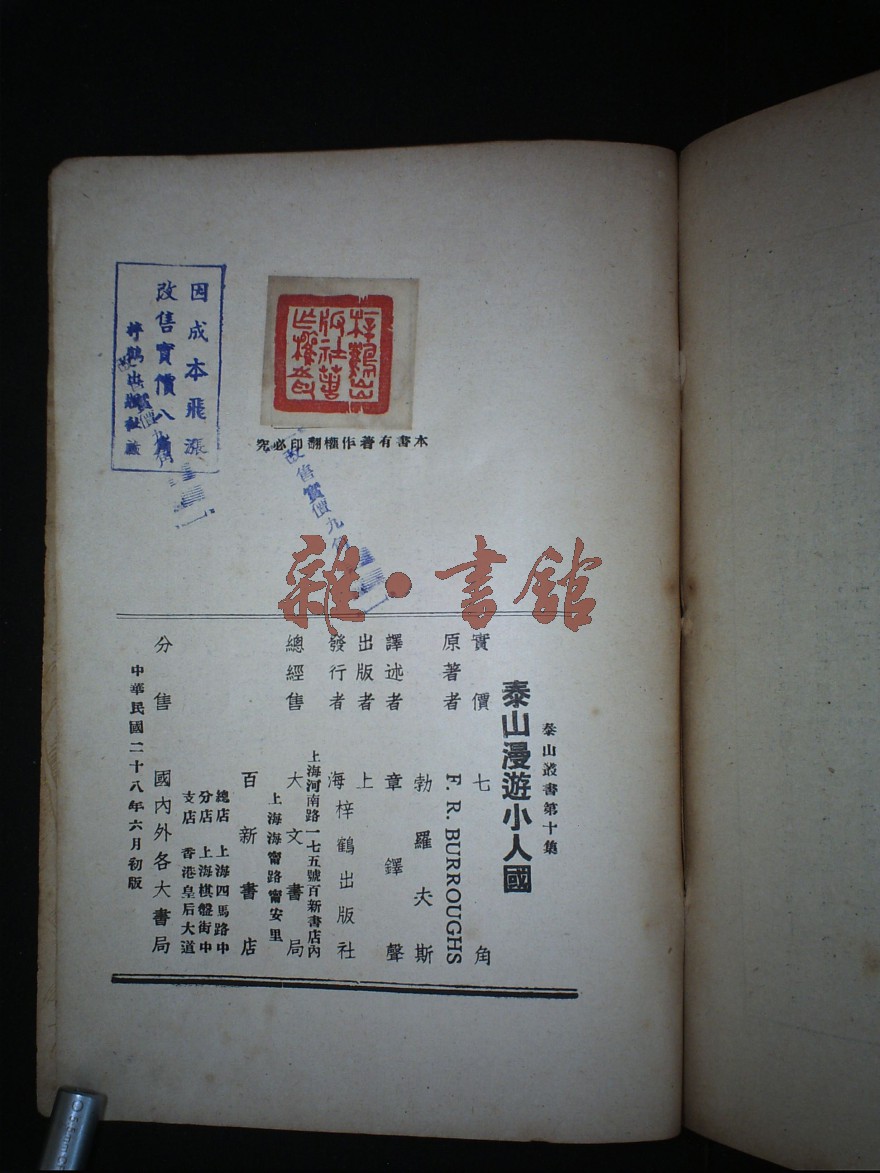 因成本飛漲
改售實價八角
梓鶴出版社啟
改售實價九角
梓鶴出
版社著
作權章
本書有著作權翻印必究
雜·書館
泰山叢書第十集
泰山漫遊小人國
實價 七角
原著者 F. R. BURROUGHS
勃羅夫斯
譯述者 章鐸聲
出版者 上海梓鶴出版社
發行者
上海河南路一七五號百新書店內
總經售 大文書局
上海海甯路甯安里
百新書店
總店 上海四馬路中
分店 上海棋盤街中
支店 香港皇后大道
分售 國內外各大書局
中華民國二十八年六月初版